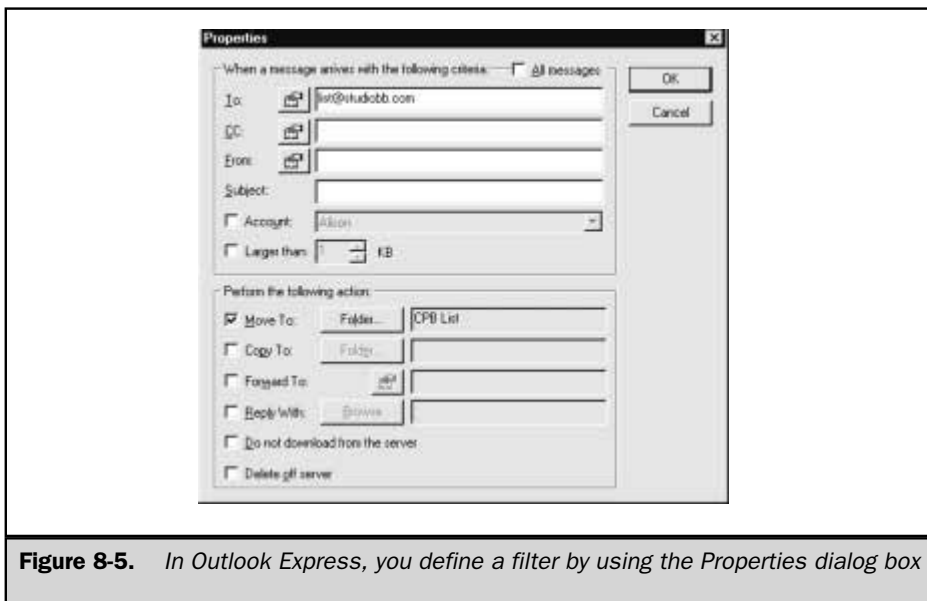 Properties
When a message arrives with the following criteria: All messages
OK
To: list@studiobb.com
Cancel
CC:
From:
Subject:
Account: Alison
Larger than: 1 KB
Perform the following action:
Move To: Folder... CPB List
Copy To: Folder...
Forward To:
Reply With: Browse
Do not download from the server
Delete off server
Figure 8-5. In Outlook Express, you define a filter by using the Properties dialog box